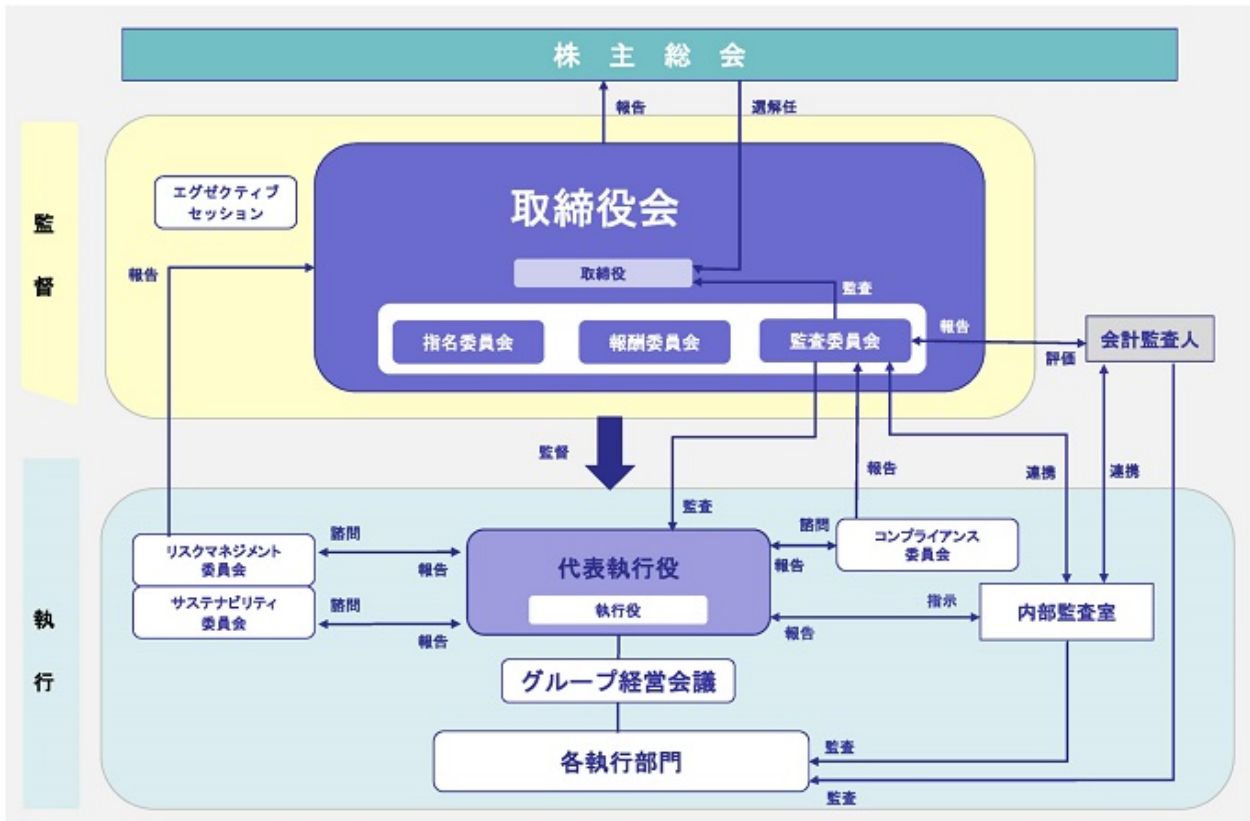 株主総会
報告
選解任
監督
エグゼクティブ
セッション
取締役会
報告
取締役
監査
指名委員会
報酬委員会
監査委員会
報告
評価
会計監査人
監督
報告
連携
連携
執行
監査
リスクマネジメント
委員会
諮問
報告
代表執行役
執行役
諮問
報告
コンプライアンス
委員会
サステナビリティ
委員会
諮問
報告
指示
報告
内部監査室
グループ経営会議
各執行部門
監査
監査